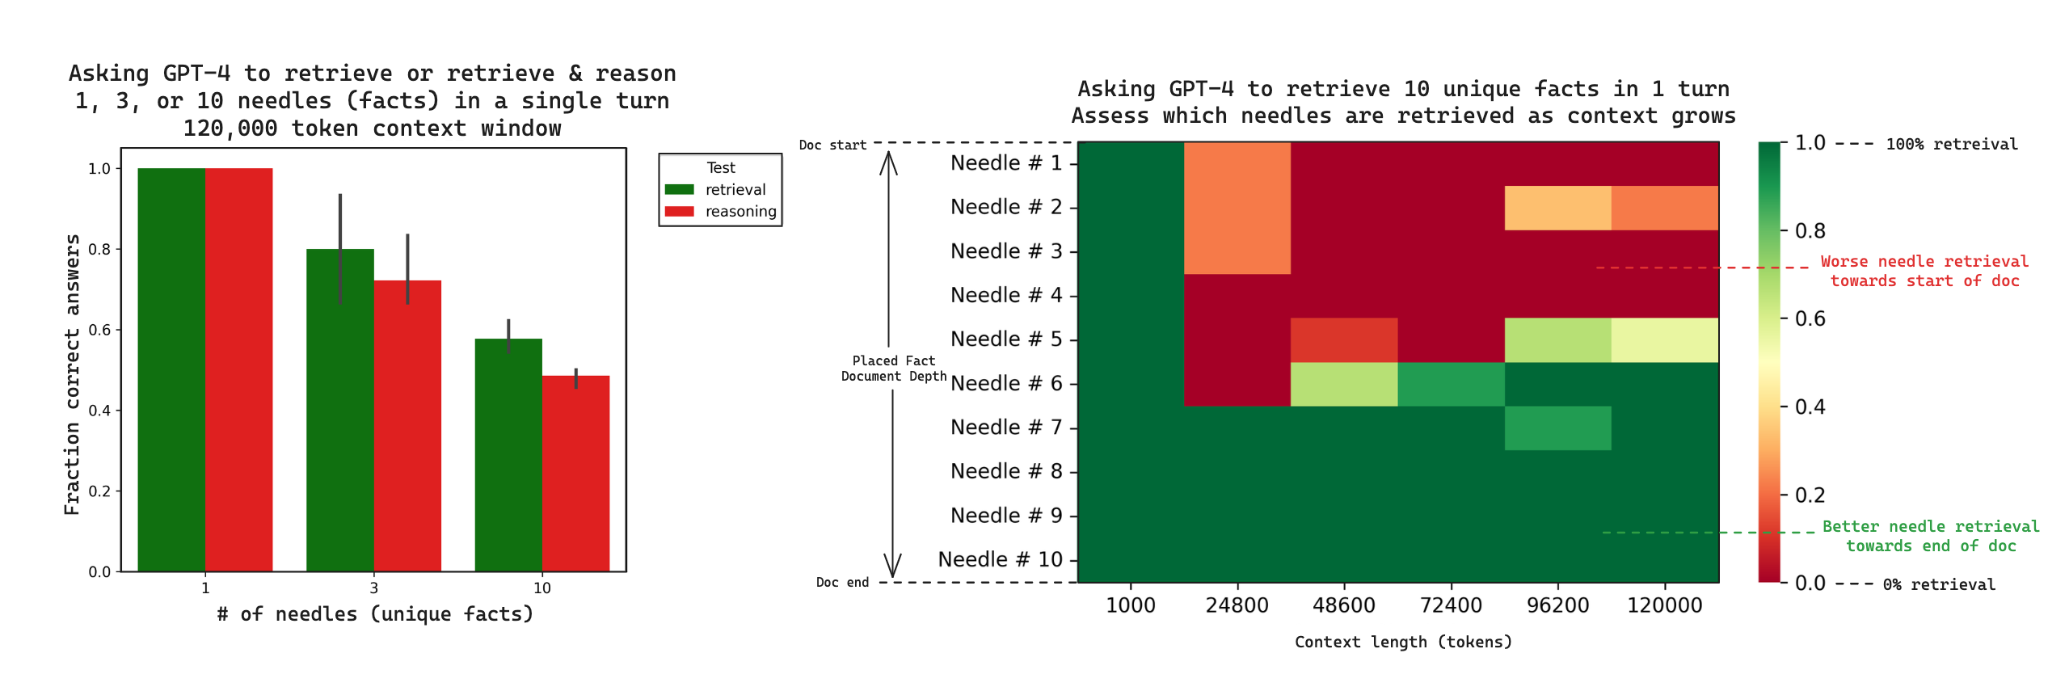 Asking GPT-4 to retrieve or retrieve & reason
1, 3, or 10 needles (facts) in a single turn
120,000 token context window
1.0
0.8
0.6
0.4
0.2
0.0
Fraction correct answers
1
3
10
# of needles (unique facts)
Test
retrieval
reasoning
Asking GPT-4 to retrieve 10 unique facts in 1 turn
Assess which needles are retrieved as context grows
Doc start
Placed Fact
Document Depth
Doc end
Needle # 1
Needle # 2
Needle # 3
Needle # 4
Needle # 5
Needle # 6
Needle # 7
Needle # 8
Needle # 9
Needle # 10
1000
24800
48600
72400
96200
120000
Context length (tokens)
1.0
0.8
0.6
0.4
0.2
0.0
100% retreival
Worse needle retrieval
towards start of doc
Better needle retrieval
towards end of doc
0% retrieval